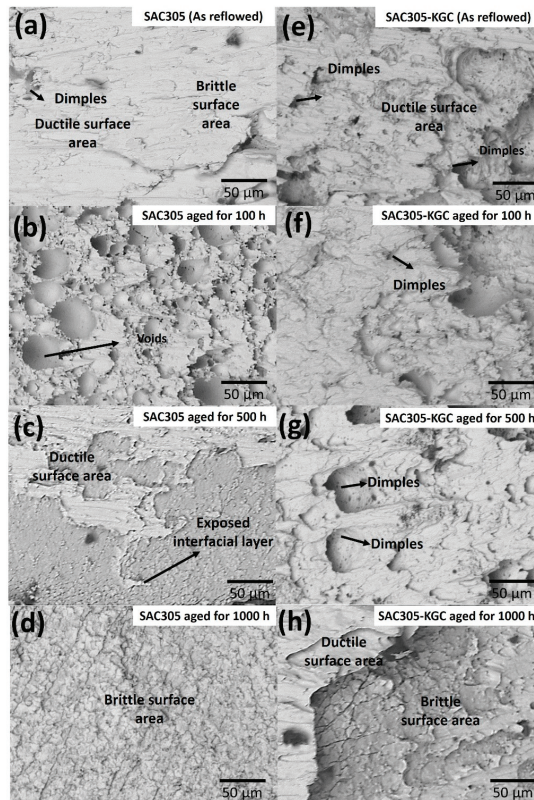 (a)
SAC305 (As reflowed)
Dimples
Ductile surface
area
Brittle
surface
area
50 µm
(e)
SAC305-KGC (As reflowed)
Dimples
Ductile surface
area
Dimples
50 µm
(b)
SAC305 aged for 100 h
Voids
50 µm
(f)
SAC305-KGC aged for 100 h
Dimples
50 µm
(c)
SAC305 aged for 500 h
Ductile
surface area
Exposed
interfacial layer
50 µm
(g)
SAC305-KGC aged for 500 h
Dimples
Dimples
50 µm
(d)
SAC305 aged for 1000 h
Brittle surface
area
50 µm
(h)
SAC305-KGC aged for 1000 h
Ductile
surface area
Brittle
surface area
50 µm